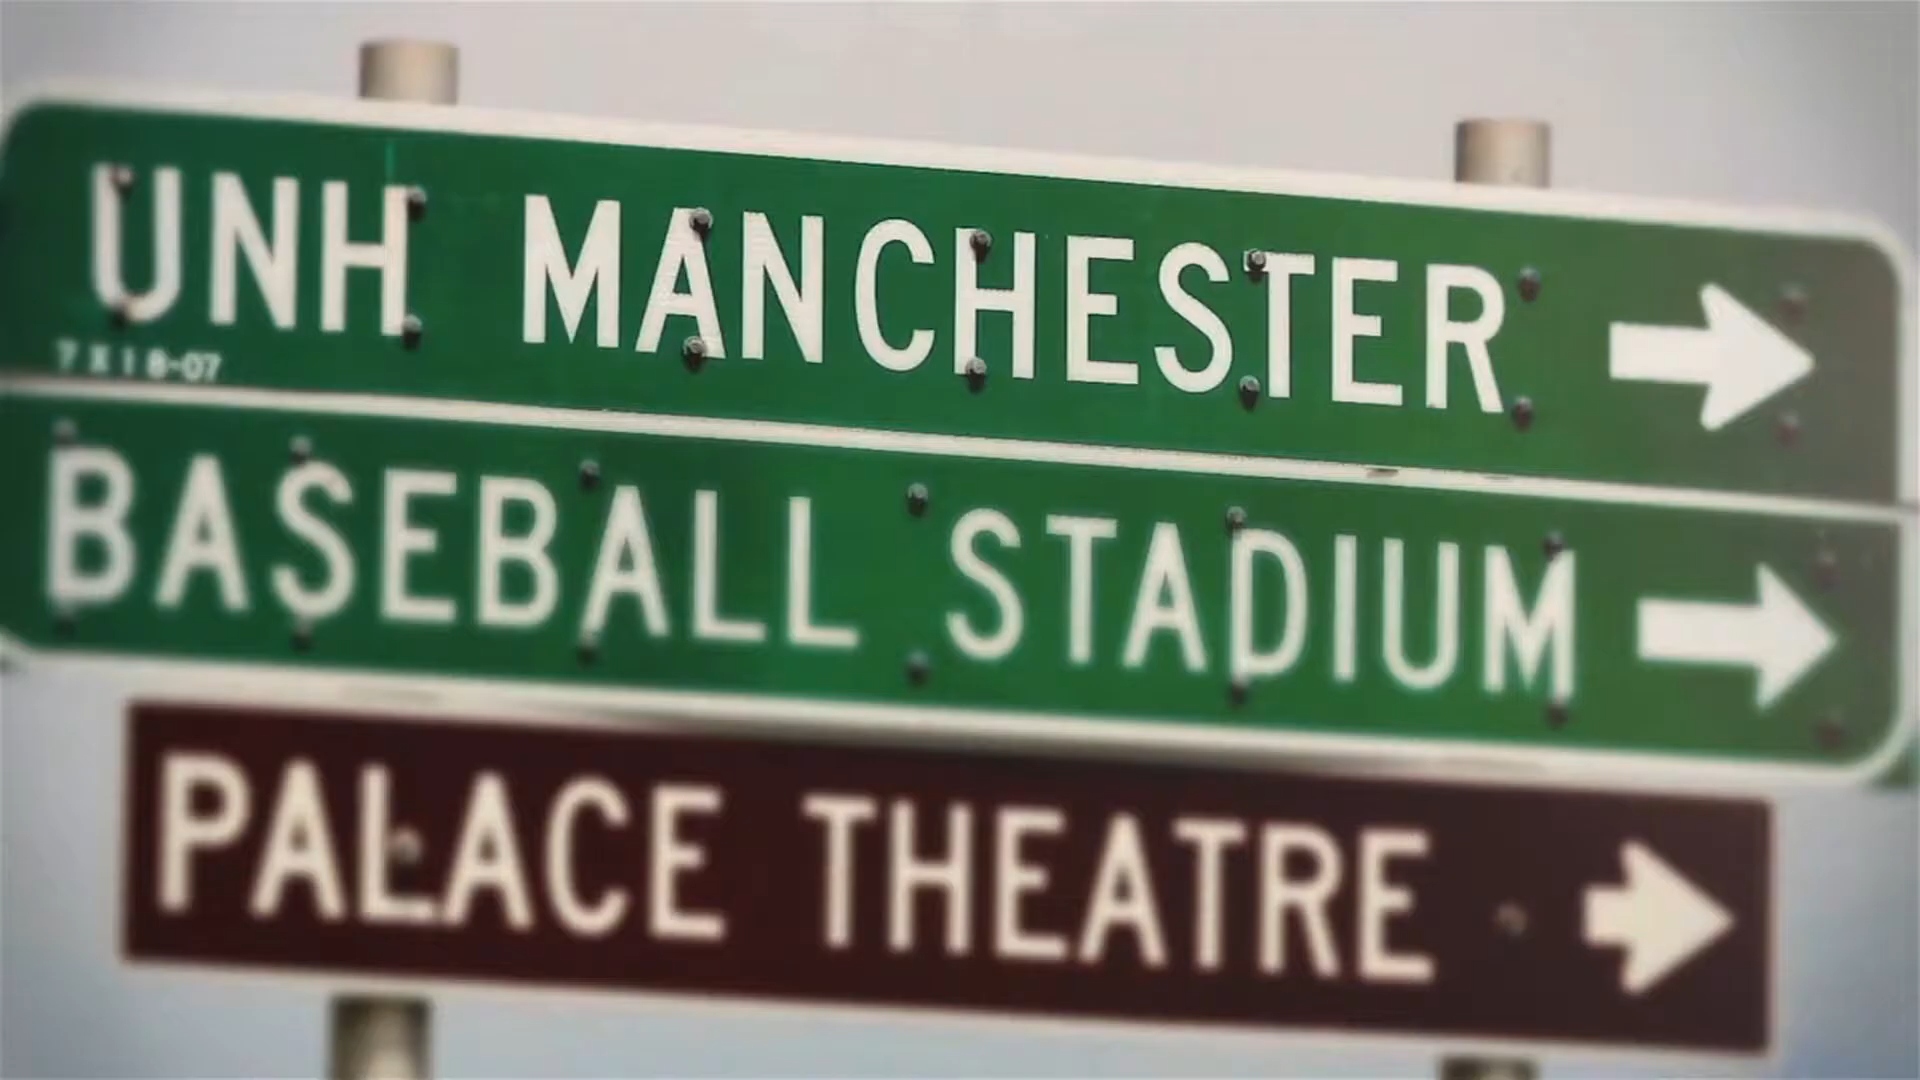 UNH MANCHESTER
7 X 18-07
BASEBALL STADIUM
PALACE THEATRE